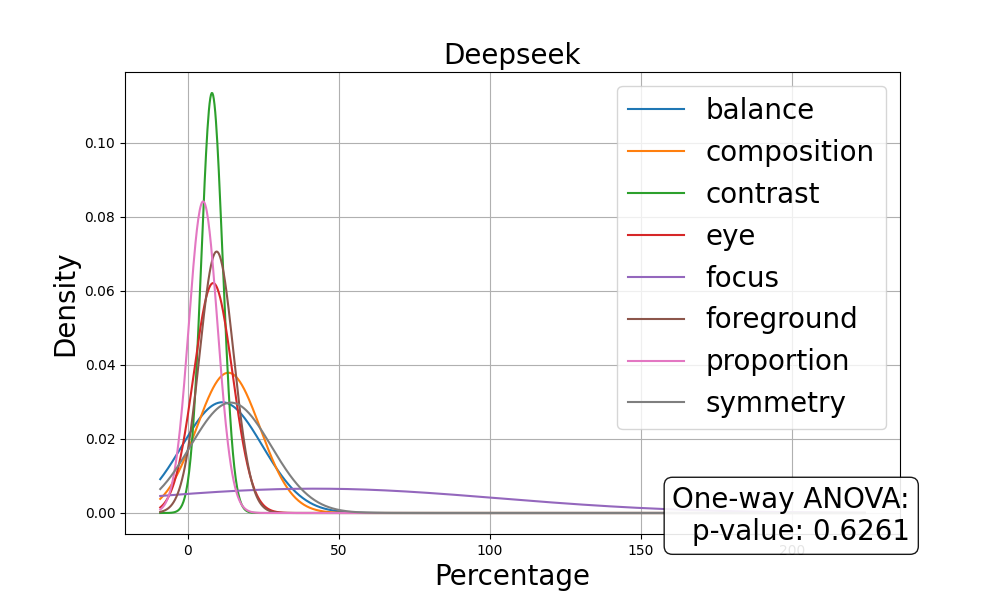 Deepseek
Density
0.10
0.08
0.06
0.04
0.02
0.00
balance
composition
contrast
eye
focus
foreground
proportion
symmetry
One-way ANOVA:
p-value: 0.6261
0
50
100
150
200
Percentage